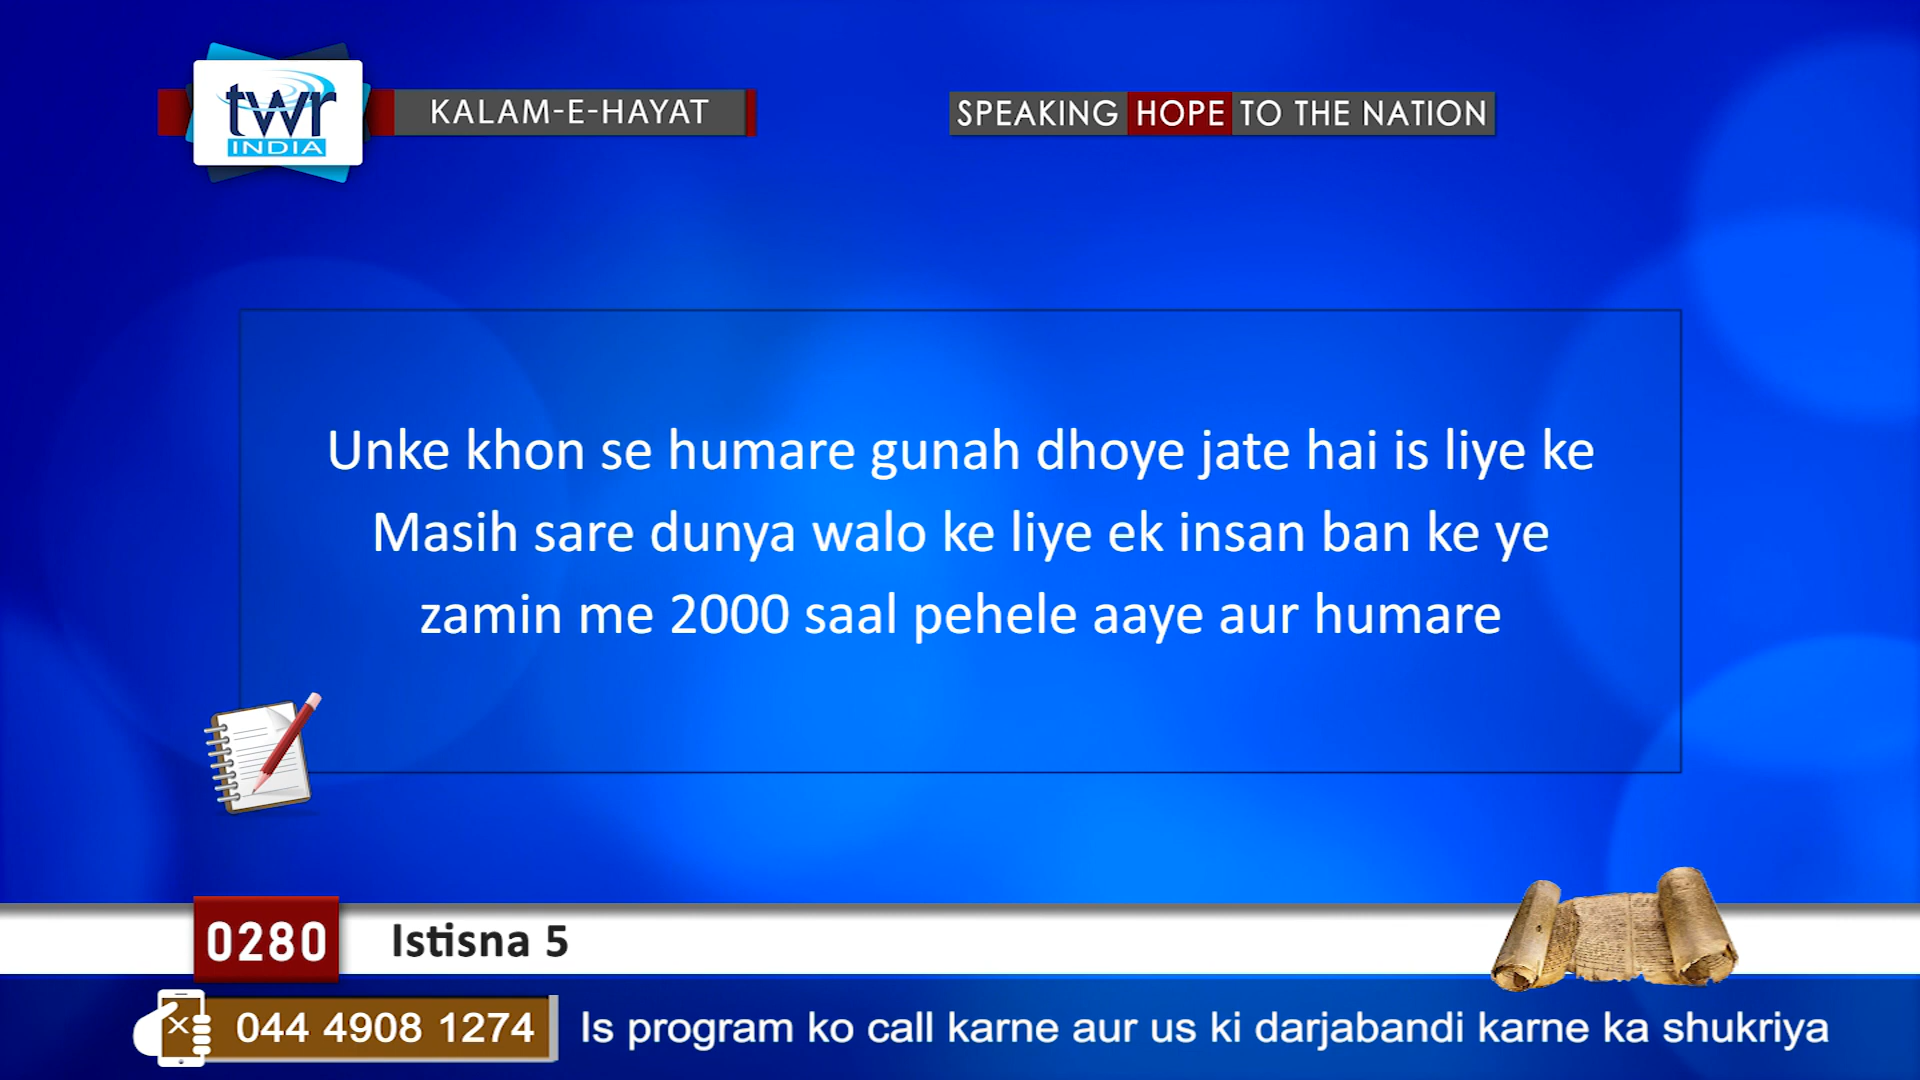 twr
INDIA
KALAM-E-HAYAT
SPEAKING HOPE TO THE NATION
Unke khon se humare gunah dhoye jate hai is liye ke
Masih sare dunya walo ke liye ek insan ban ke ye
zamin me 2000 saal pehele aaye aur humare
0280
Istisna 5
044 4908 1274
Is program ko call karne aur us ki darjabandi karne ka shukriya